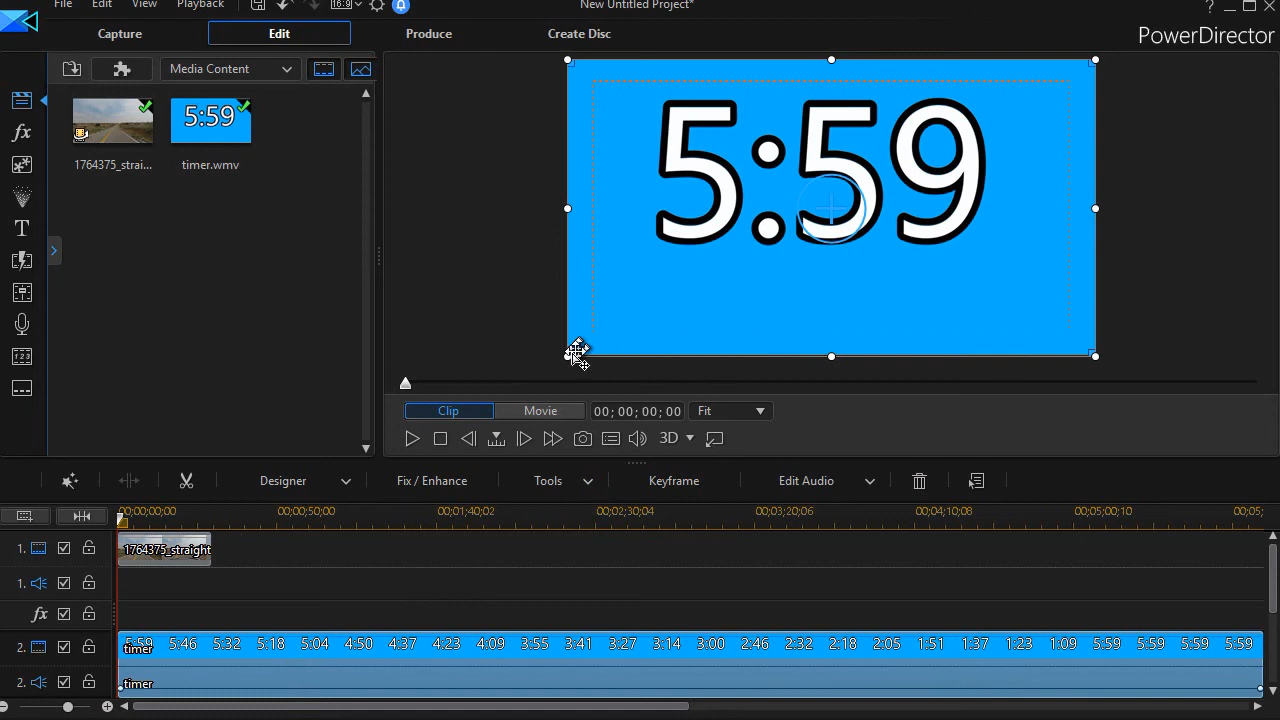 File Edit View Playback 16:9 New Untitled Project* ?
Capture Edit Produce Create Disc PowerDirector
Media Content
5:59
1764375_strai... timer.wmv
fx
T
5:59
Clip Movie 00; 00; 00; 00 Fit
3D
Designer Fix / Enhance Tools Keyframe Edit Audio
00;00;00;00 00;00;50;00 00;01;40;02 00;02;30;04 00;03;20;06 00;04;10;08 00;05;00;10 00;05;
1. 1764375_straight
1.
fx
2. 5:59 5:46 5:32 5:18 5:04 4:50 4:37 4:23 4:09 3:55 3:41 3:27 3:14 3:00 2:46 2:32 2:18 2:05 1:51 1:37 1:23 1:09 5:59 5:59 5:59 5:59
timer
2. timer